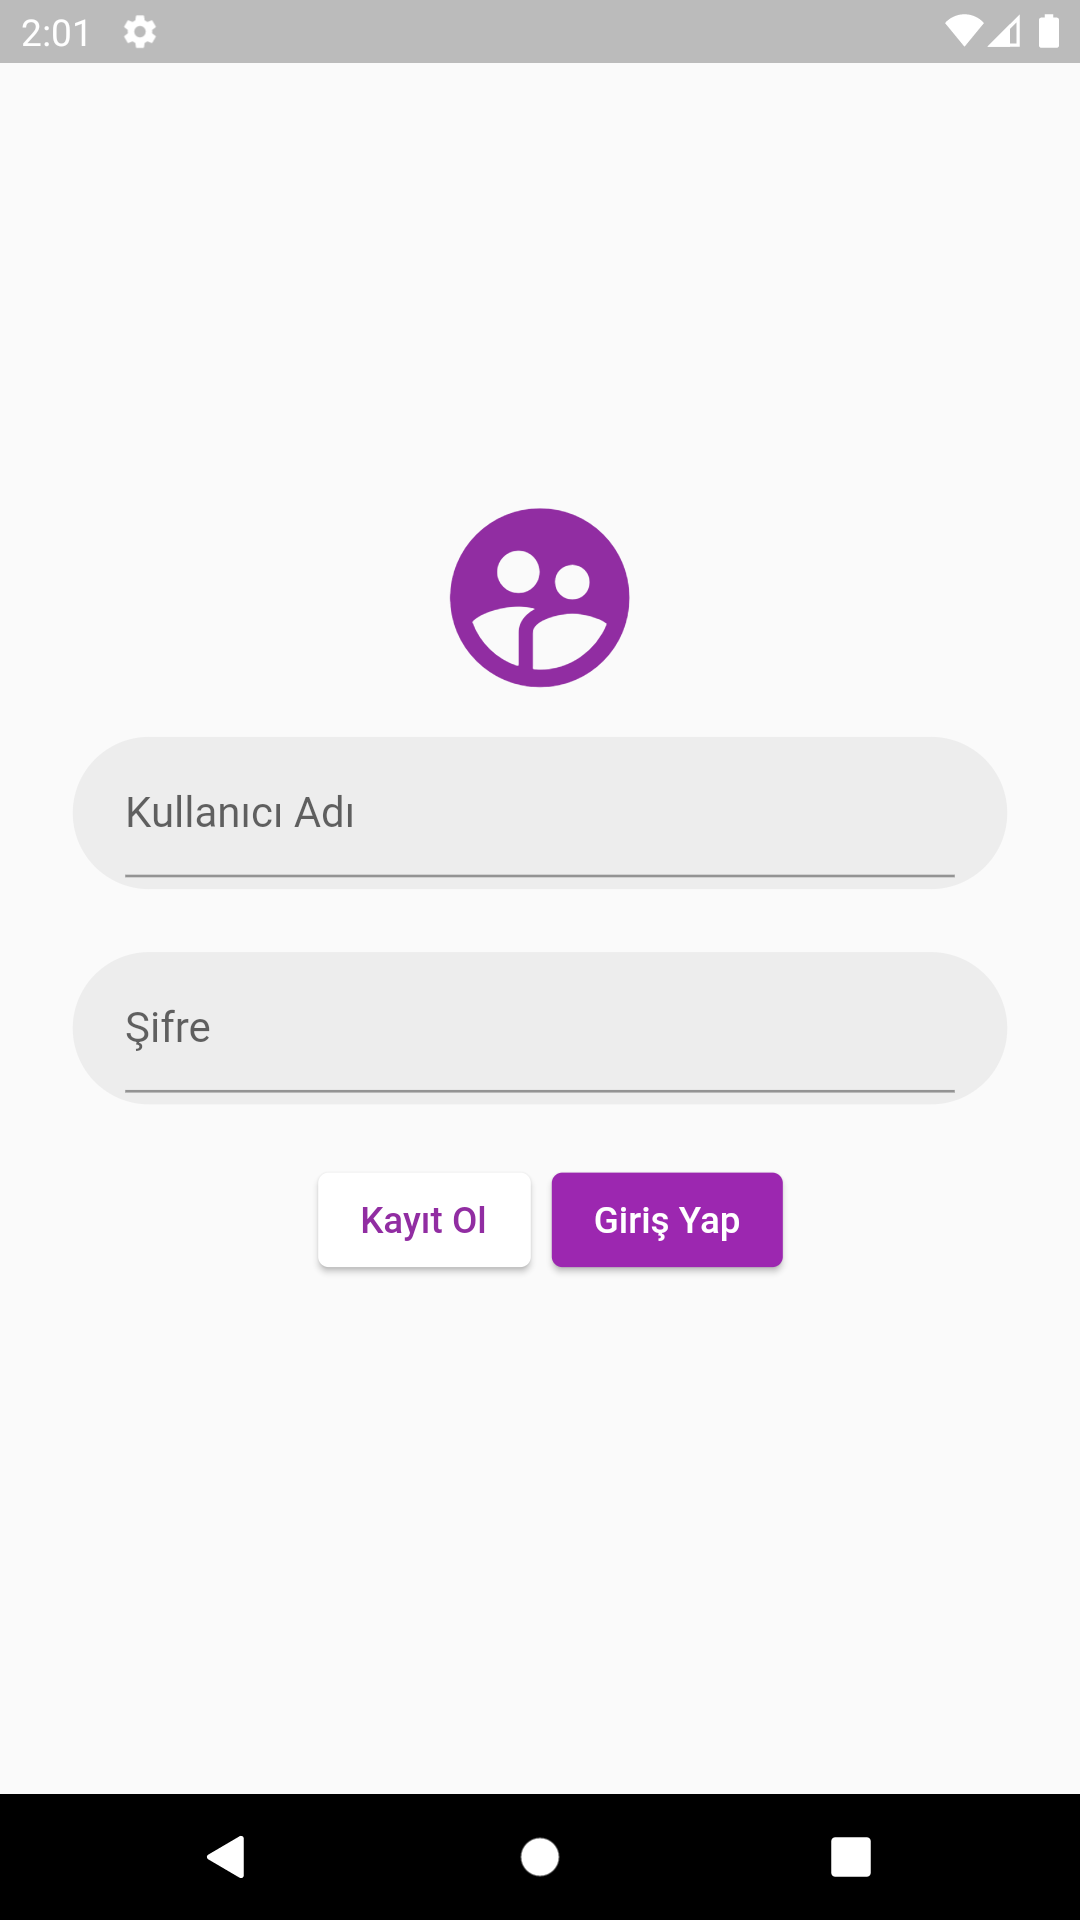 2:01
Kullanıcı Adı
Şifre
Kayıt Ol
Giriş Yap